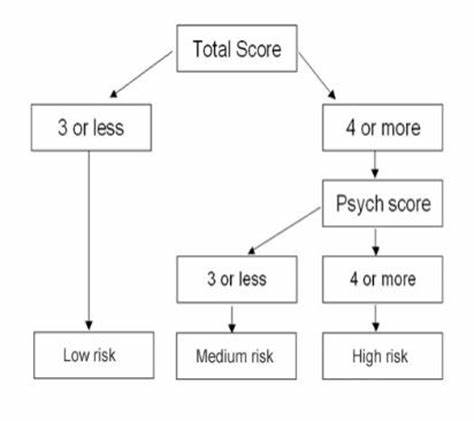 Total Score
3 or less
4 or more
Psych score
3 or less
4 or more
Low risk
Medium risk
High risk